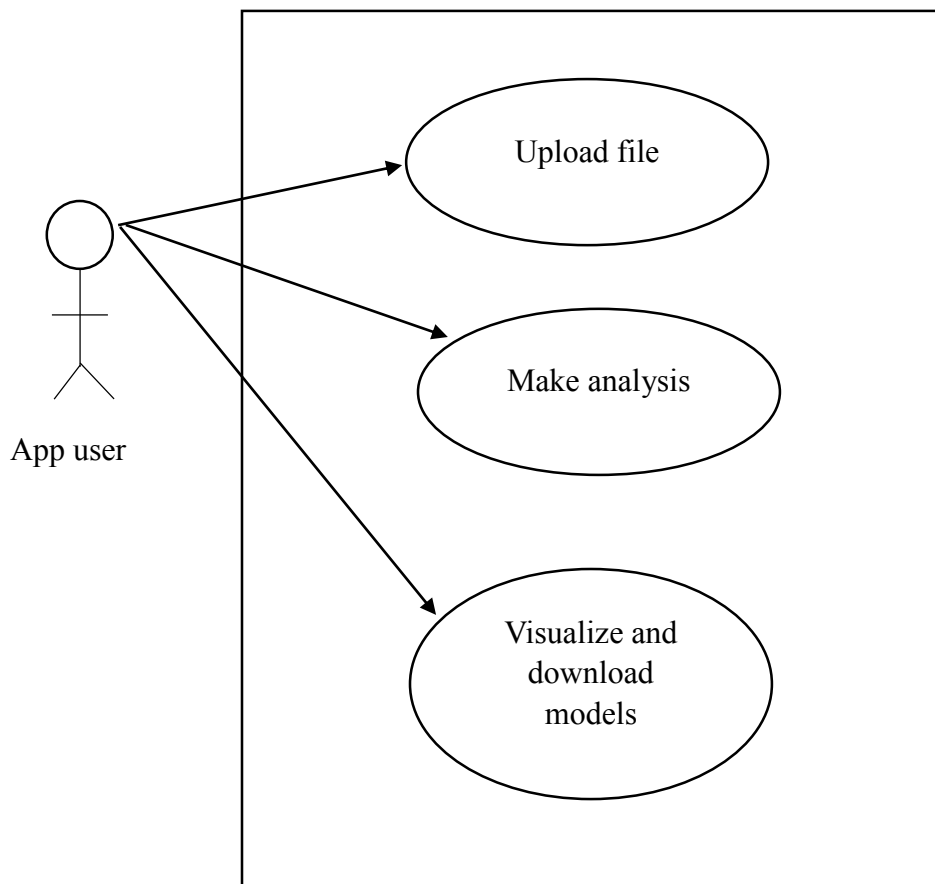 Upload file
Make analysis
App user
Visualize and
download
models